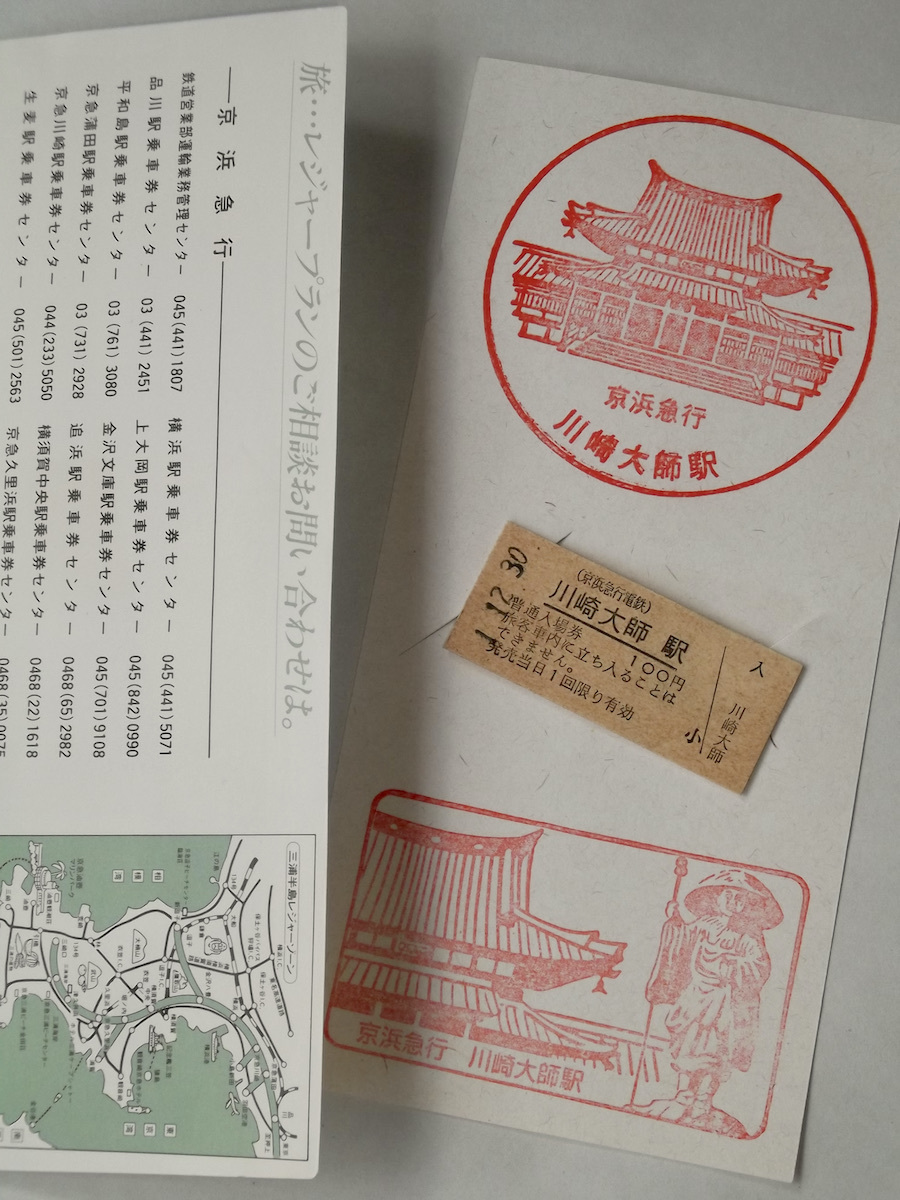 旅…レジャープランのご相談お問い合わせは。
京浜急行
鉄道営業部運輸業務管理センター 045(441)1807
品川駅乗車券センター 03(441)2451
平和島駅乗車券センター 03(761)3080
京急蒲田駅乗車券センター 03(731)2928
京急川崎駅乗車券センター 044(233)5050
生麦駅乗車券センター 045(501)2563
横浜駅乗車券センター 045(441)5071
上大岡駅乗車券センター 045(842)0990
金沢文庫駅乗車券センター 045(701)9108
追浜駅乗車券センター 0468(65)2982
横須賀中央駅乗車券センター 0468(22)1618
京急久里浜駅乗車券センター 0468(35)0075
三浦半島レジャーゾーン
相模湾
東京湾
京浜急行
川崎大師駅
12.30
(京浜急行電鉄)
川崎大師駅
普通入場券 100円
旅客車内に立ち入ることは
できません。
発売当日1回限り有効
小
入
川崎大師
京浜急行 川崎大師駅